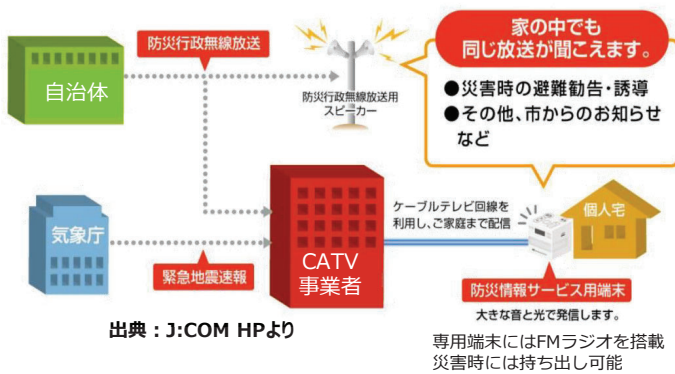 防災行政無線放送
自治体
防災行政無線放送用
スピーカー
家の中でも
同じ放送が聞こえます。
●災害時の避難勧告・誘導
●その他、市からのお知らせ
など
気象庁
緊急地震速報
CATV
事業者
ケーブルテレビ回線を
利用し、ご家庭まで配信
個人宅
防災情報サービス用端末
大きな音と光で発信します。
出典:J:COM HPより
専用端末にはFMラジオを搭載
災害時には持ち出し可能